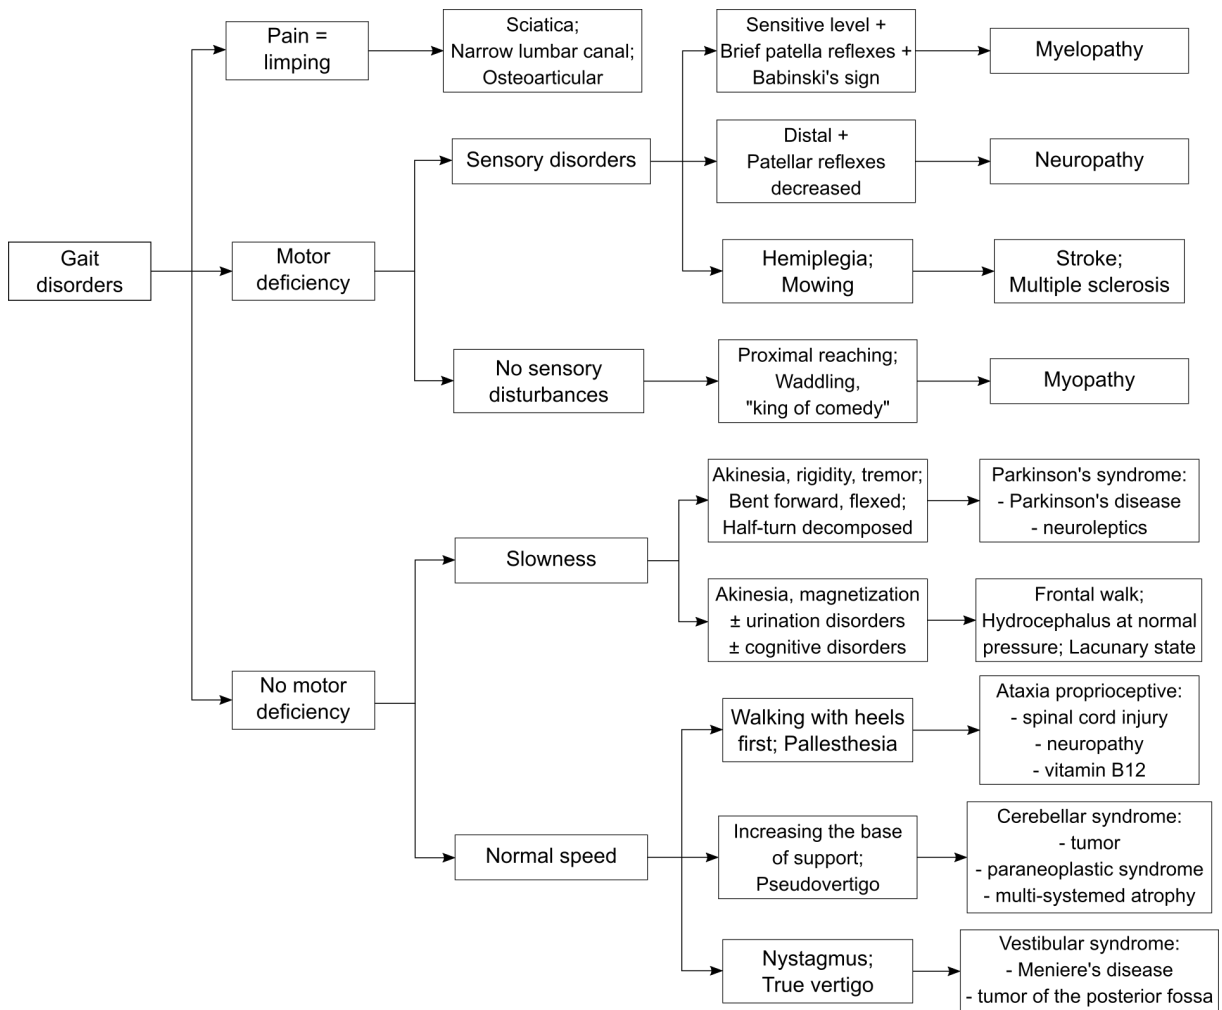 Gait
disorders
Pain =
limping
Sciatica;
Narrow lumbar canal;
Osteoarticular
Motor
deficiency
Sensory disorders
Sensitive level +
Brief patella reflexes +
Babinski's sign
Myelopathy
Distal +
Patellar reflexes
decreased
Neuropathy
Hemiplegia;
Mowing
Stroke;
Multiple sclerosis
No sensory
disturbances
Proximal reaching;
Waddling,
"king of comedy"
Myopathy
No motor
deficiency
Slowness
Akinesia, rigidity, tremor;
Bent forward, flexed;
Half-turn decomposed
Parkinson's syndrome:
- Parkinson's disease
- neuroleptics
Akinesia, magnetization
± urination disorders
± cognitive disorders
Frontal walk;
Hydrocephalus at normal
pressure; Lacunary state
Normal speed
Walking with heels
first; Pallesthesia
Ataxia proprioceptive:
- spinal cord injury
- neuropathy
- vitamin B12
Increasing the base
of support;
Pseudovertigo
Cerebellar syndrome:
- tumor
- paraneoplastic syndrome
- multi-systemed atrophy
Nystagmus;
True vertigo
Vestibular syndrome:
- Meniere's disease
- tumor of the posterior fossa